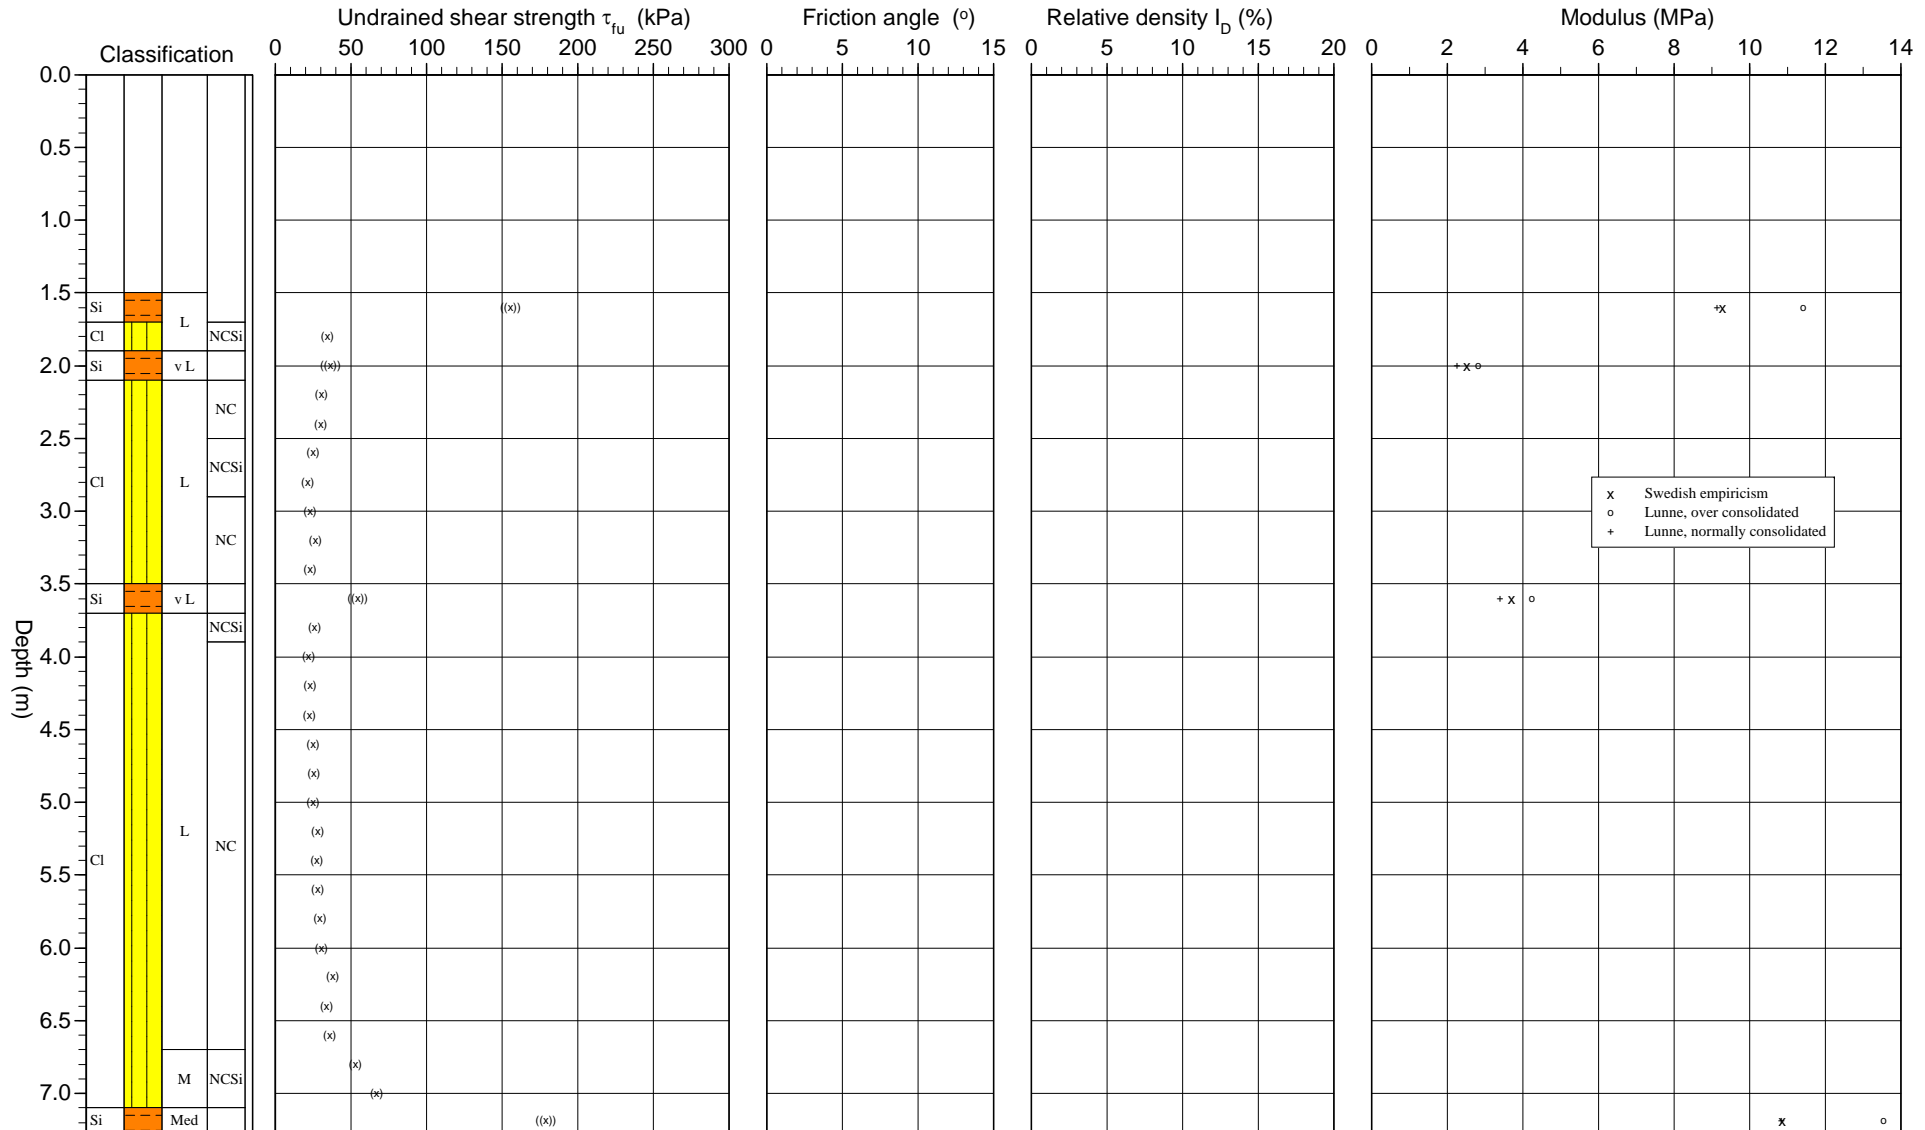 Undrained shear strength τfu (kPa) Friction angle (o) Relative density ID (%) Modulus (MPa)
Classification 0 50 100 150 200 250 300 0 5 10 15 0 5 10 15 20 0 2 4 6 8 10 12 14
0.0
0.5
1.0
1.5
Si L ((x)) + x o
Cl NCSi (x)
2.0 Si v L ((x)) + x o
NC (x)
(x)
2.5
NCSi (x)
Cl L (x)
x Swedish empiricism
3.0 (x) o Lunne, over consolidated
+ Lunne, normally consolidated
NC (x)
(x)
3.5
Si v L ((x)) + x o
NCSi (x)
Depth (m)
4.0 (x)
(x)
(x)
4.5
(x)
(x)
5.0 (x)
L (x)
NC
Cl (x)
5.5
(x)
(x)
6.0 (x)
(x)
(x)
6.5
(x)
(x)
M NCSi
7.0 (x)
Si Med ((x)) + x o